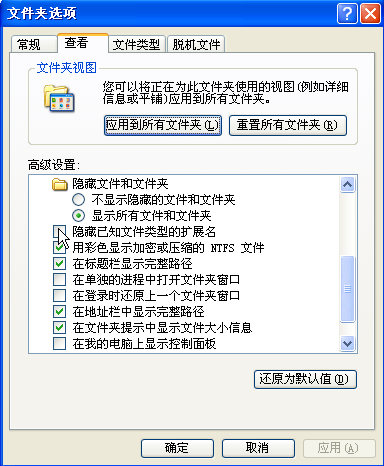 文件夹选项
常规
查看
文件类型
脱机文件
文件夹视图
您可以将正在为此文件夹使用的视图(例如详细
信息或平铺)应用到所有文件夹。
应用到所有文件夹(L)
重置所有文件夹(R)
高级设置:
隐藏文件和文件夹
不显示隐藏的文件和文件夹
显示所有文件和文件夹
隐藏已知文件类型的扩展名
用彩色显示加密或压缩的 NTFS 文件
在标题栏显示完整路径
在单独的进程中打开文件夹窗口
在登录时还原上一个文件夹窗口
在地址栏中显示完整路径
在文件夹提示中显示文件大小信息
在我的电脑上显示控制面板
还原为默认值(D)
确定
取消
应用(A)